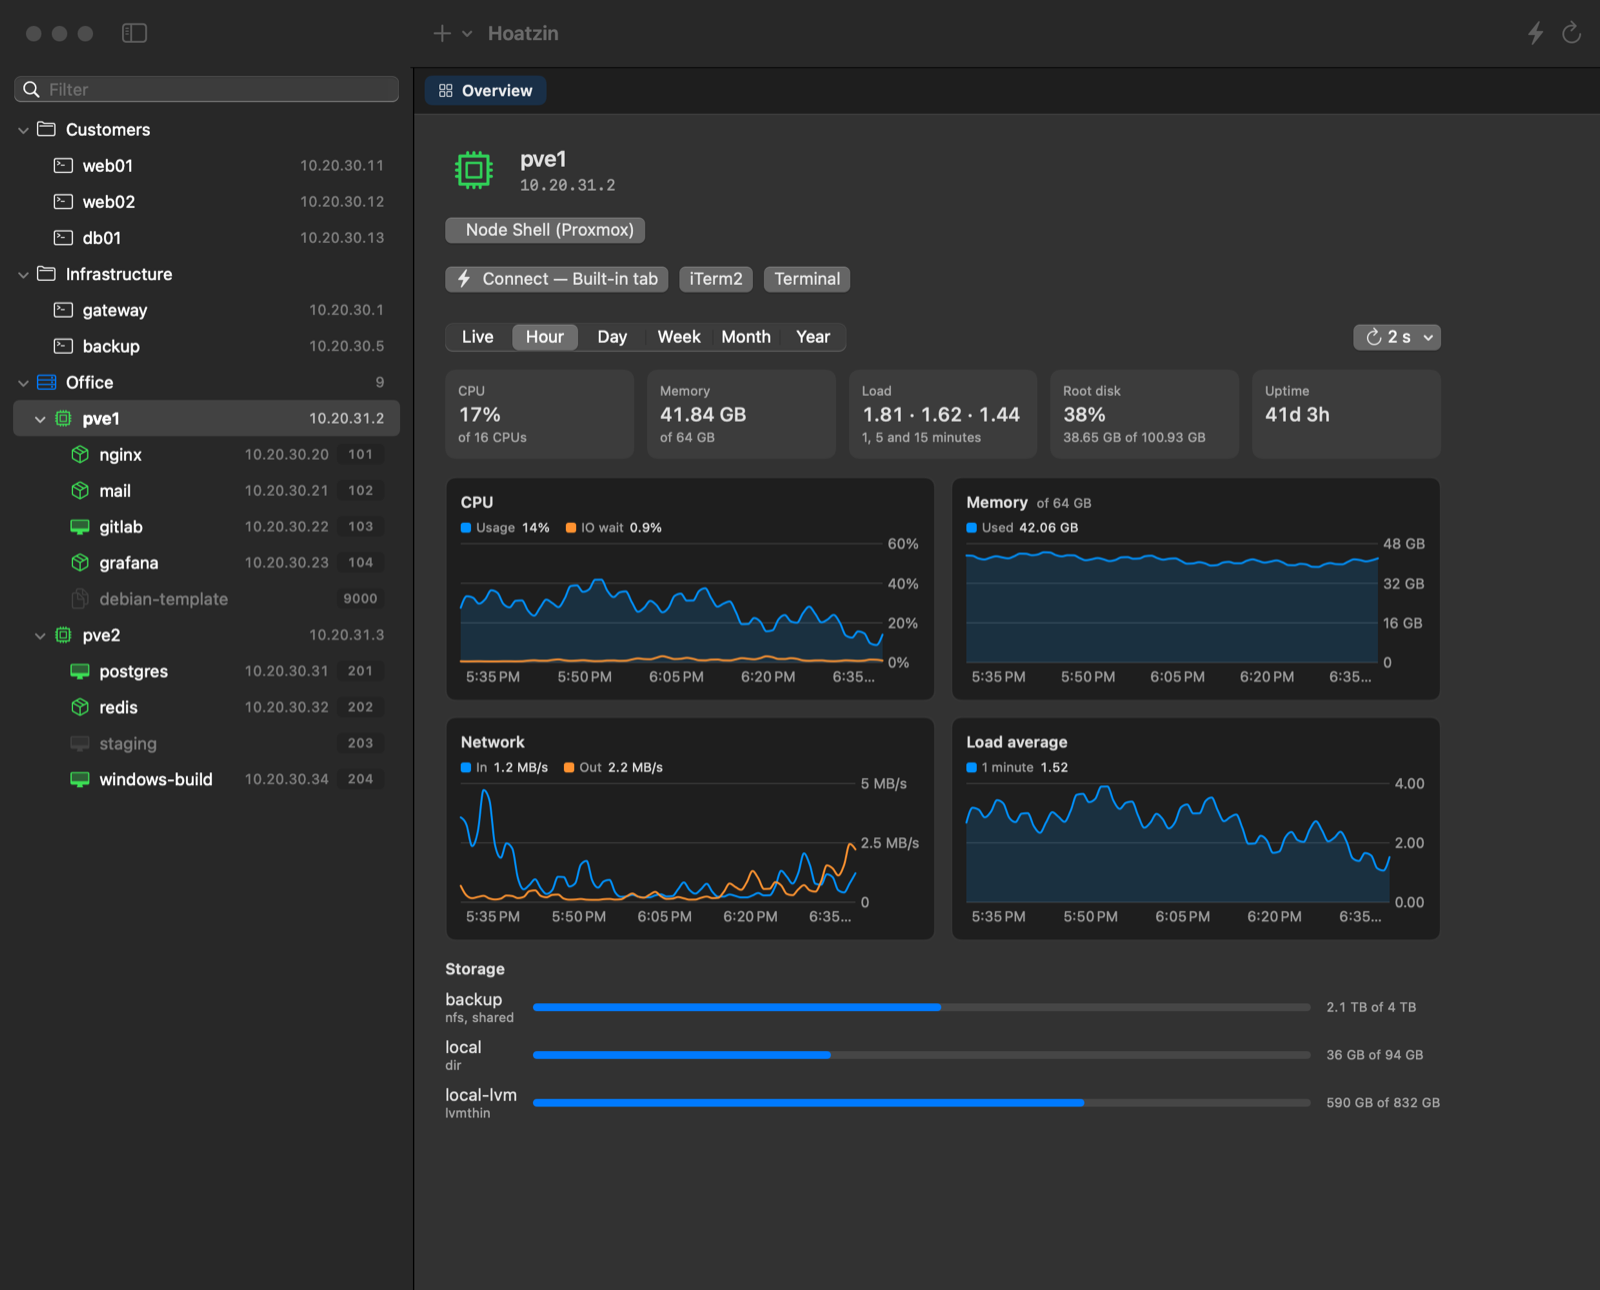 Hoatzin
Filter
Overview
Customers
web01 10.20.30.11
web02 10.20.30.12
db01 10.20.30.13
Infrastructure
gateway 10.20.30.1
backup 10.20.30.5
Office 9
pve1 10.20.31.2
nginx 10.20.30.20 101
mail 10.20.30.21 102
gitlab 10.20.30.22 103
grafana 10.20.30.23 104
debian-template 9000
pve2 10.20.31.3
postgres 10.20.30.31 201
redis 10.20.30.32 202
staging 203
windows-build 10.20.30.34 204
pve1
10.20.31.2
Node Shell (Proxmox)
Connect — Built-in tab iTerm2 Terminal
Live Hour Day Week Month Year 2 s
CPU
17%
of 16 CPUs
Memory
41.84 GB
of 64 GB
Load
1.81 · 1.62 · 1.44
1, 5 and 15 minutes
Root disk
38%
38.65 GB of 100.93 GB
Uptime
41d 3h
CPU
Usage 14% IO wait 0.9%
60%
40%
20%
0%
5:35 PM 5:50 PM 6:05 PM 6:20 PM 6:35...
Memory of 64 GB
Used 42.06 GB
48 GB
32 GB
16 GB
0
5:35 PM 5:50 PM 6:05 PM 6:20 PM 6:35...
Network
In 1.2 MB/s Out 2.2 MB/s
5 MB/s
2.5 MB/s
0
5:35 PM 5:50 PM 6:05 PM 6:20 PM 6:35...
Load average
1 minute 1.52
4.00
2.00
0.00
5:35 PM 5:50 PM 6:05 PM 6:20 PM 6:35...
Storage
backup
nfs, shared
2.1 TB of 4 TB
local
dir
36 GB of 94 GB
local-lvm
lvmthin
590 GB of 832 GB